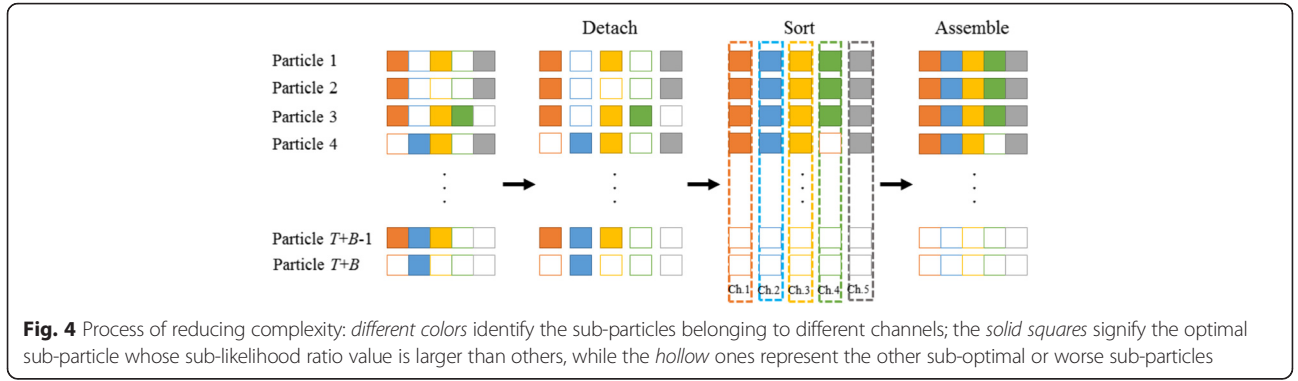 Detach Sort Assemble
Particle 1
Particle 2
Particle 3
Particle 4
Particle T+B-1
Particle T+B
Ch.1 Ch.2 Ch.3 Ch.4 Ch.5
Fig. 4 Process of reducing complexity: different colors identify the sub-particles belonging to different channels; the solid squares signify the optimal
sub-particle whose sub-likelihood ratio value is larger than others, while the hollow ones represent the other sub-optimal or worse sub-particles